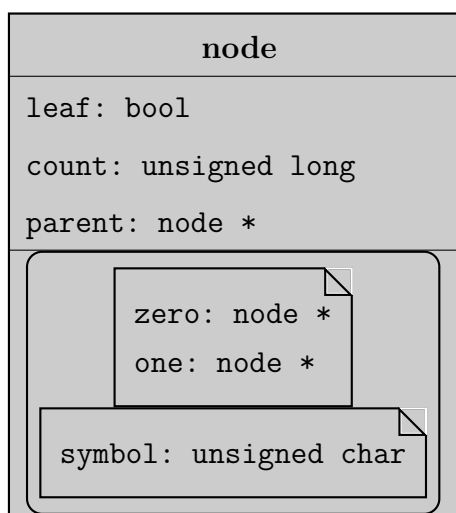 node
leaf: bool
count: unsigned long
parent: node *
zero: node *
one: node *
symbol: unsigned char